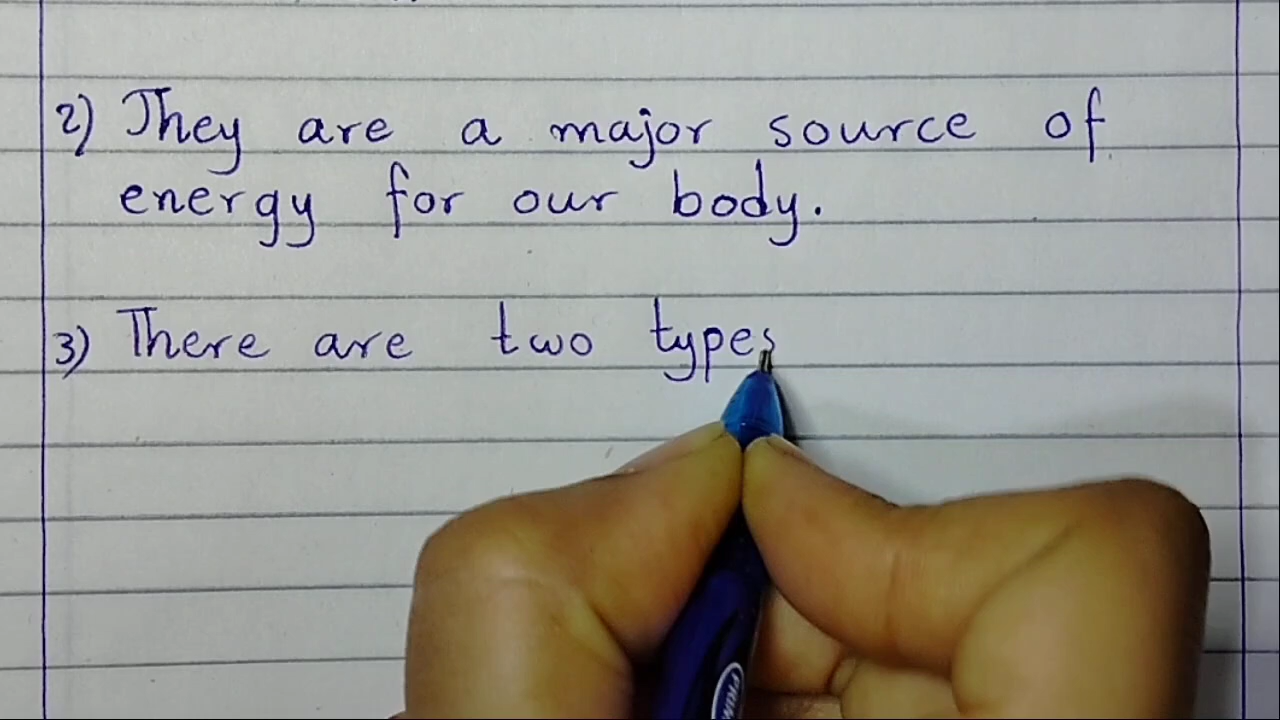 2) They are a major source of
energy for our body.
3) There are two types